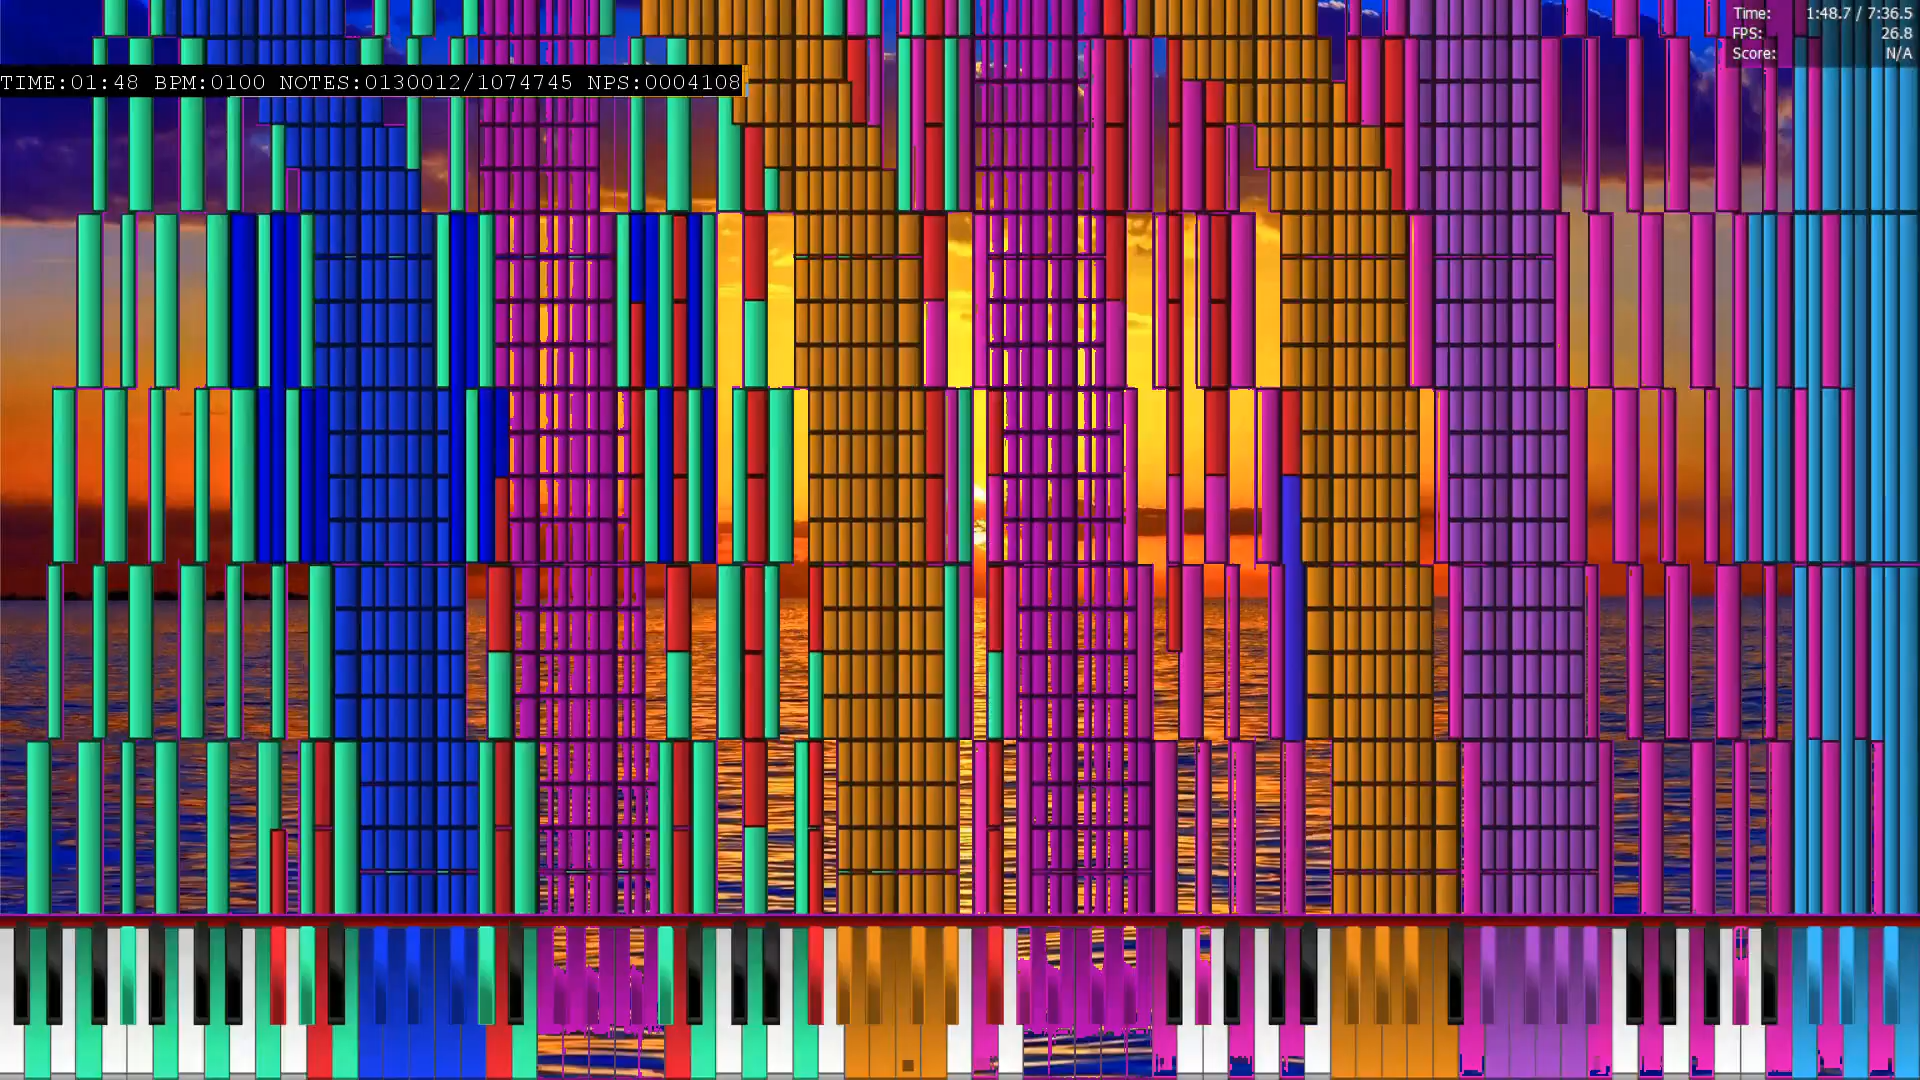 Time: 1:48.7 / 7:36.5
FPS: 26.8
Score: N/A
TIME:01:48 BPM:0100 NOTES:0130012/1074745 NPS:0004108